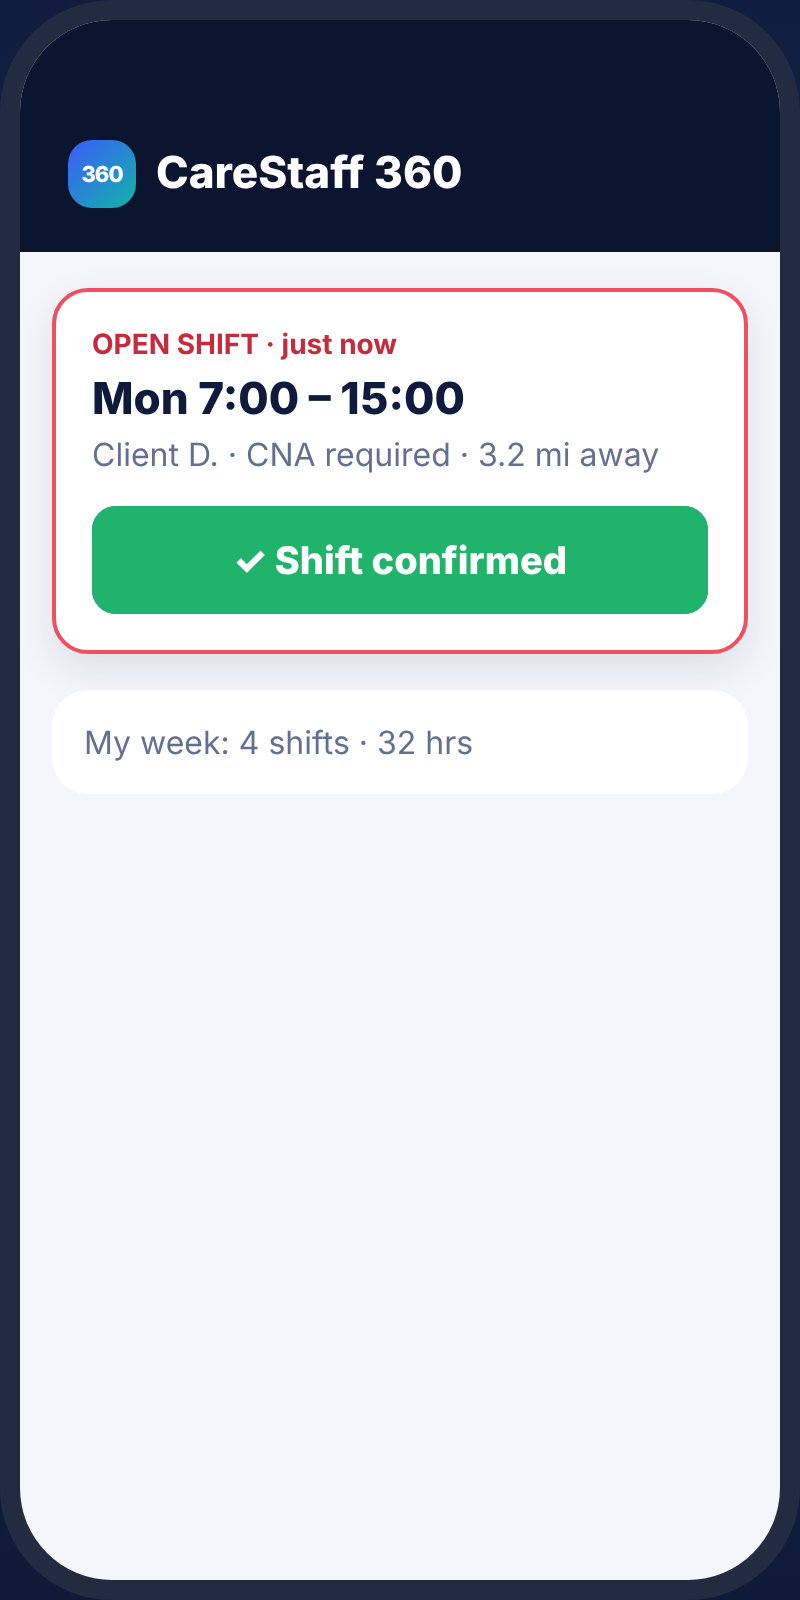 360 CareStaff 360
OPEN SHIFT · just now
Mon 7:00 – 15:00
Client D. · CNA required · 3.2 mi away
✓ Shift confirmed
My week: 4 shifts · 32 hrs